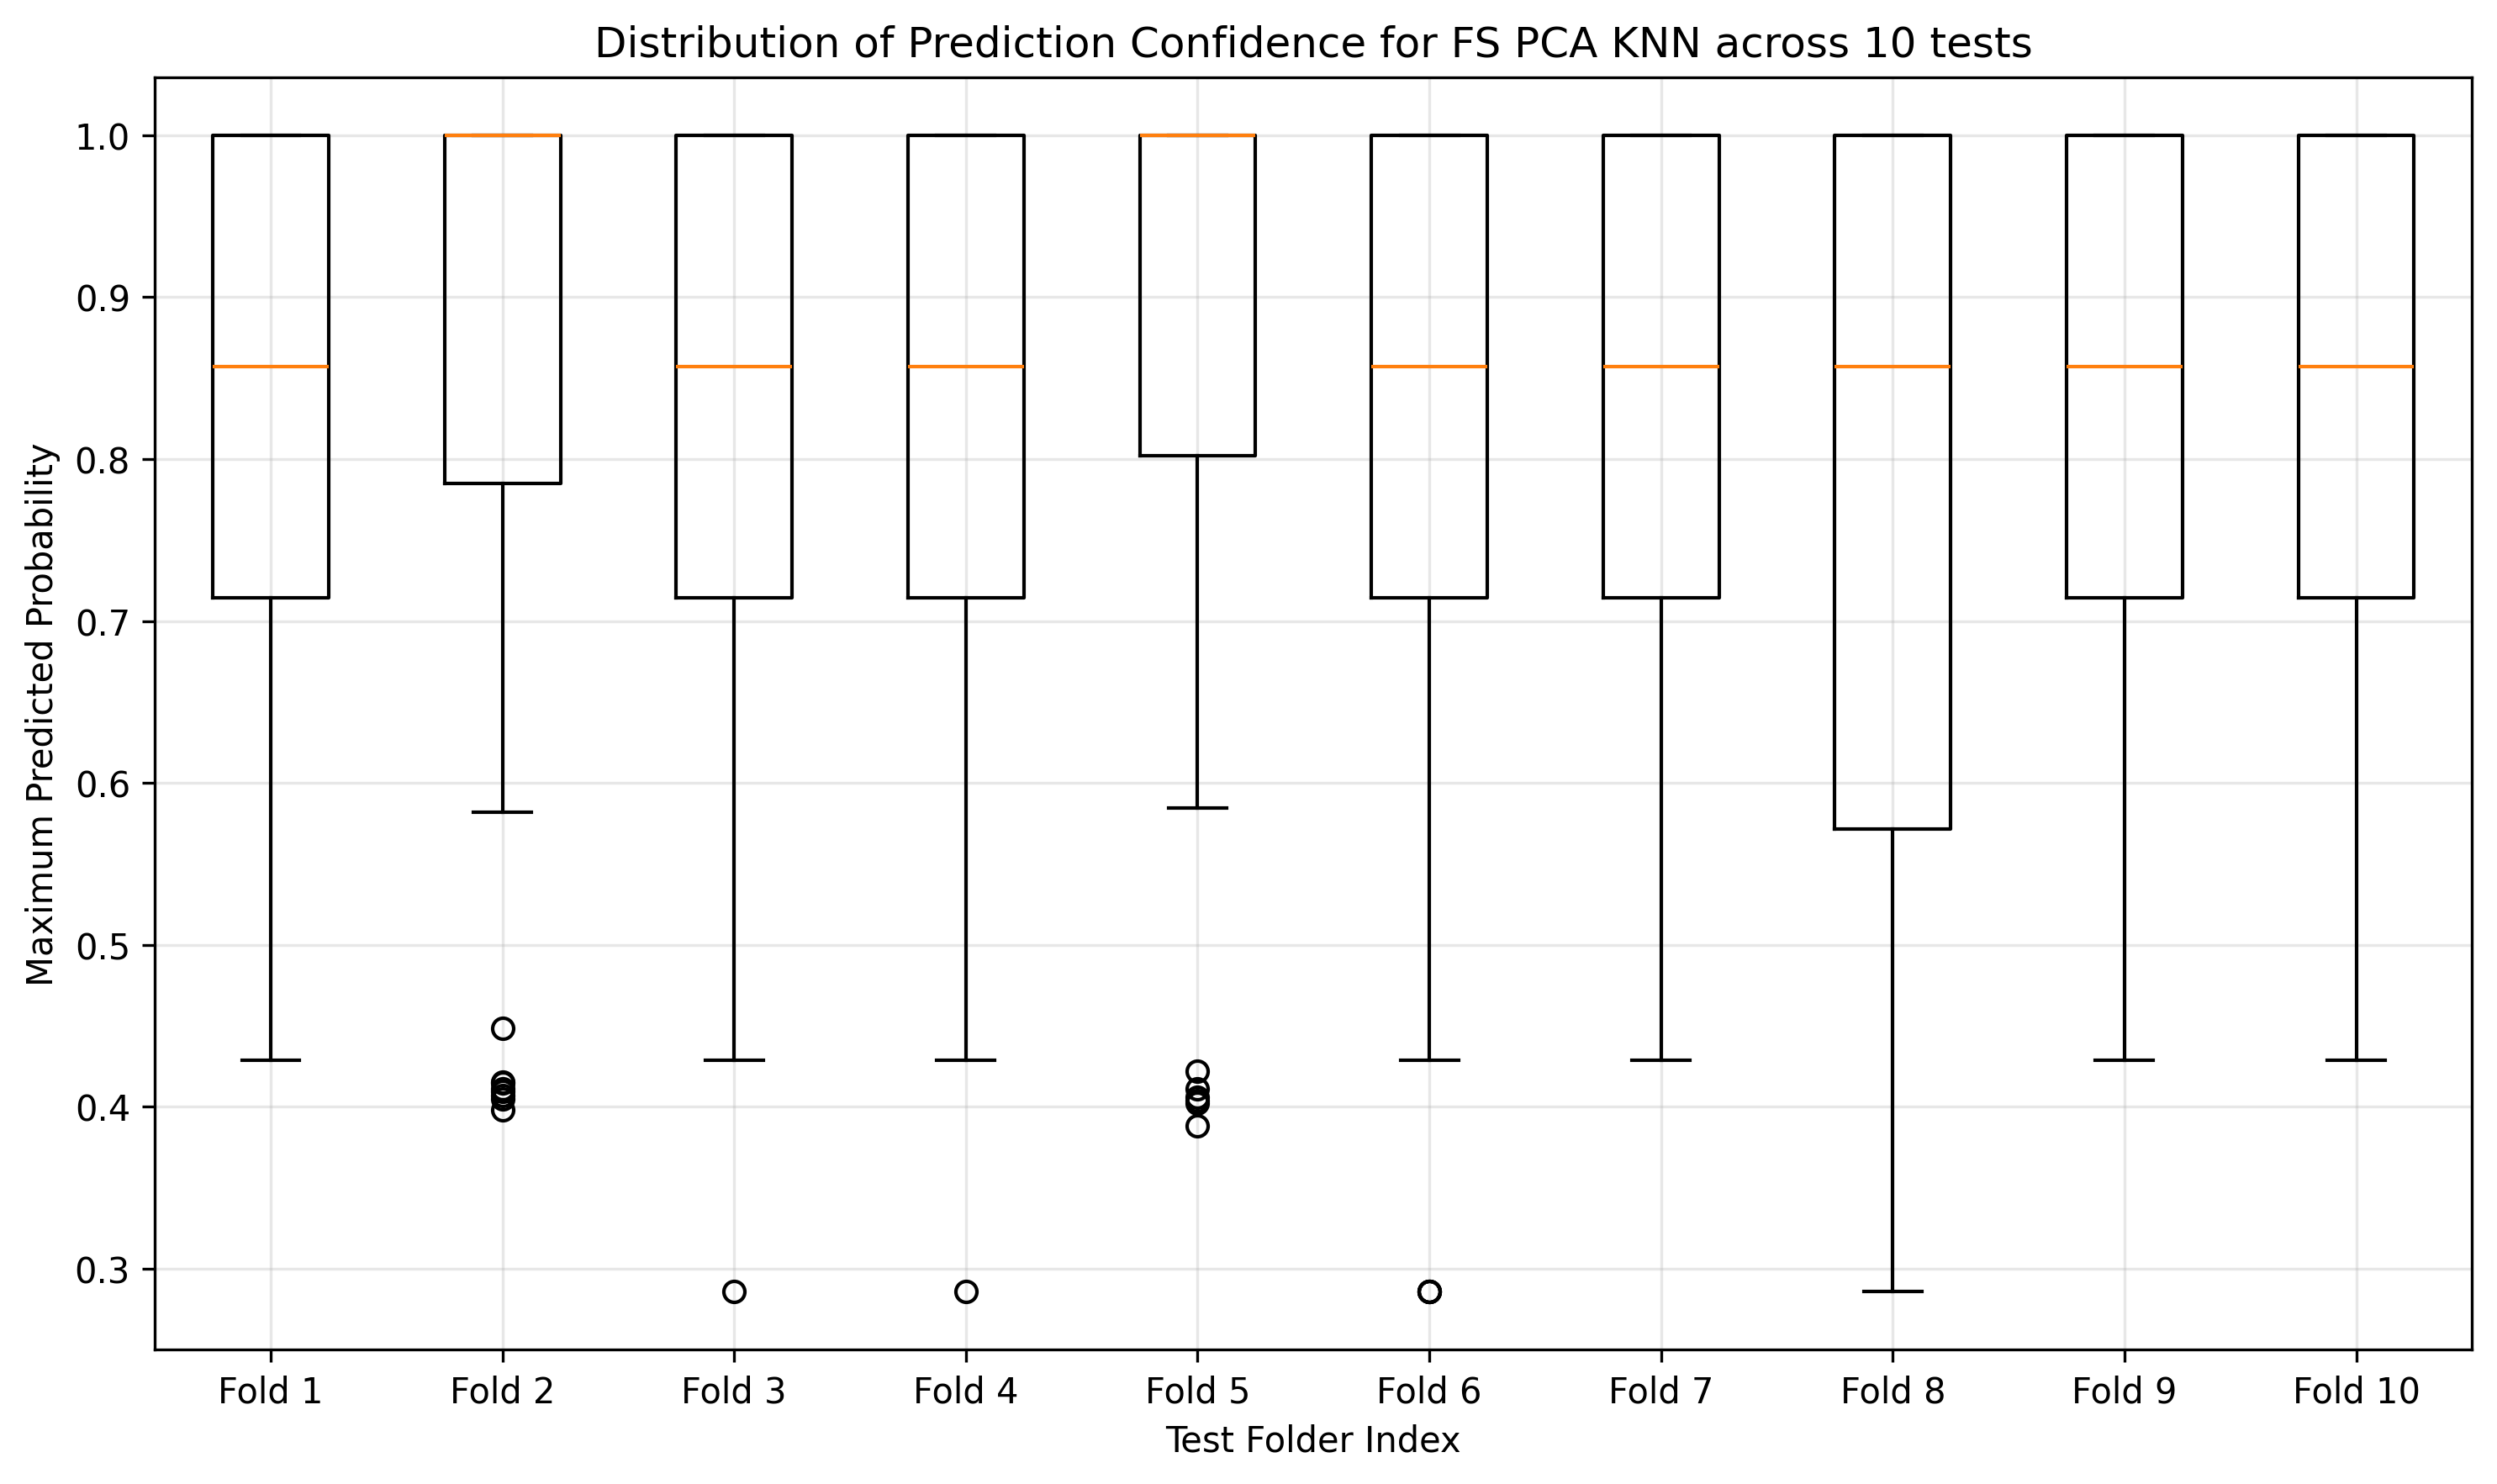 Distribution of Prediction Confidence for FS PCA KNN across 10 tests
Maximum Predicted Probability
1.0
0.9
0.8
0.7
0.6
0.5
0.4
0.3
Fold 1 Fold 2 Fold 3 Fold 4 Fold 5 Fold 6 Fold 7 Fold 8 Fold 9 Fold 10
Test Folder Index